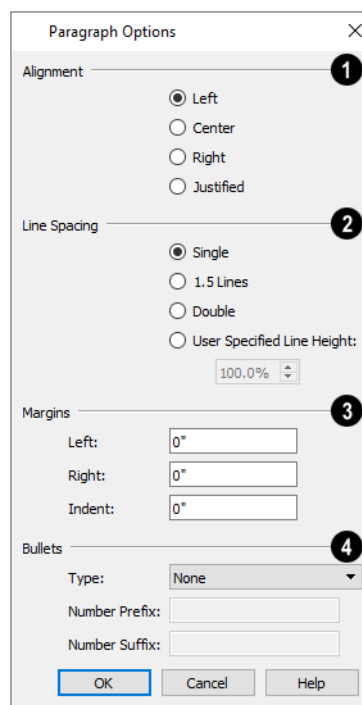 Paragraph Options
Alignment 1
Left
Center
Right
Justified
Line Spacing 2
Single
1.5 Lines
Double
User Specified Line Height:
100.0%
Margins 3
Left: 0"
Right: 0"
Indent: 0"
Bullets 4
Type: None
Number Prefix:
Number Suffix:
OK Cancel Help